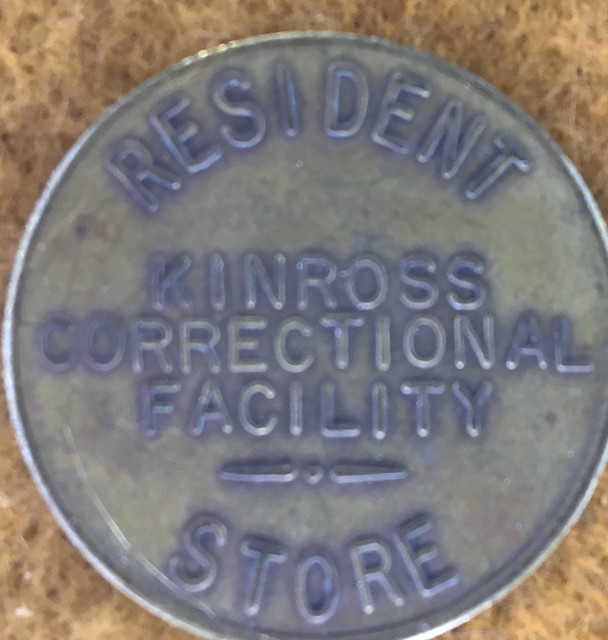 RESIDENT
KINROSS
CORRECTIONAL
FACILITY
STORE